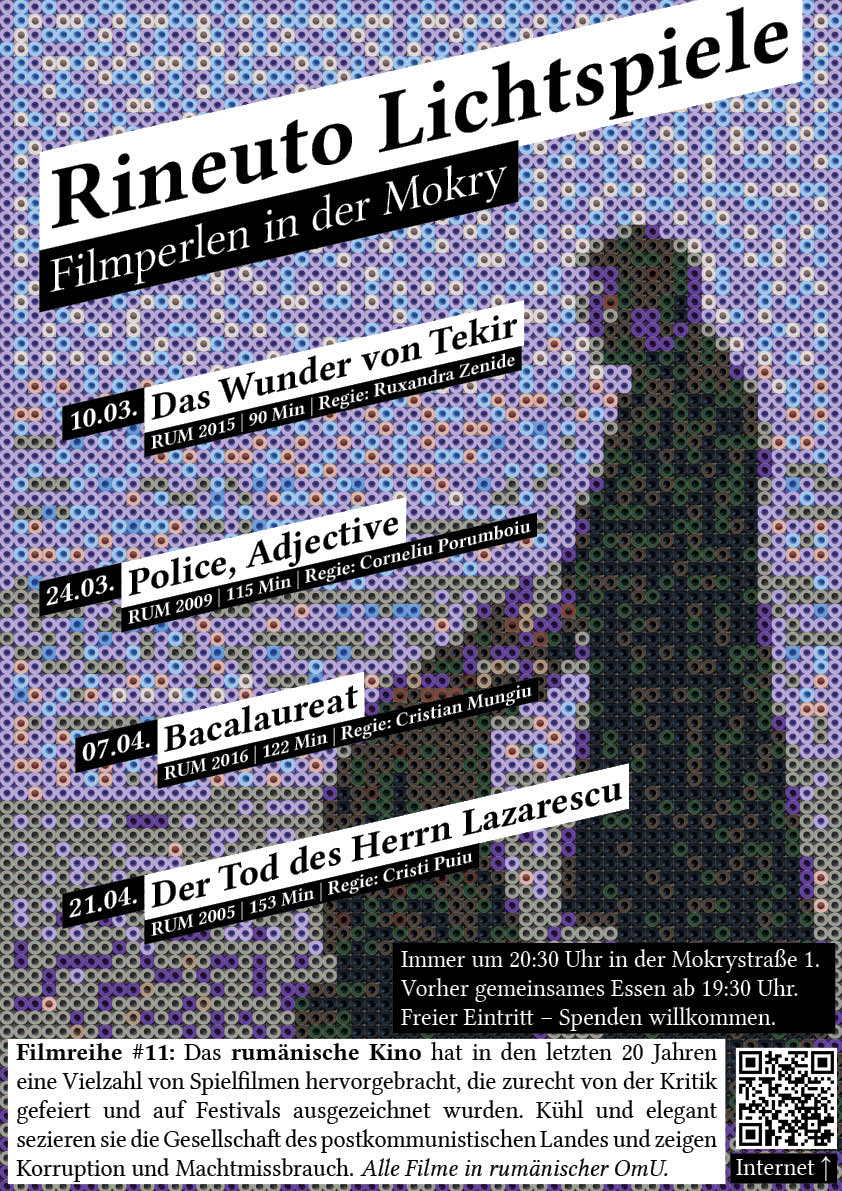 Rineuto Lichtspiele
Filmperlen in der Mokry
10.03. Das Wunder von Tekir
RUM 2015 | 90 Min | Regie: Ruxandra Zenide
24.03. Police, Adjective
RUM 2009 | 115 Min | Regie: Corneliu Porumboiu
07.04. Bacalaureat
RUM 2016 | 122 Min | Regie: Cristian Mungiu
21.04. Der Tod des Herrn Lazarescu
RUM 2005 | 153 Min | Regie: Cristi Puiu
Immer um 20:30 Uhr in der Mokrystraße 1.
Vorher gemeinsames Essen ab 19:30 Uhr.
Freier Eintritt – Spenden willkommen.
Filmreihe #11: Das rumänische Kino hat in den letzten 20 Jahren
eine Vielzahl von Spielfilmen hervorgebracht, die zurecht von der Kritik
gefeiert und auf Festivals ausgezeichnet wurden. Kühl und elegant
sezieren sie die Gesellschaft des postkommunistischen Landes und zeigen
Korruption und Machtmissbrauch. Alle Filme in rumänischer OmU.
Internet ↑